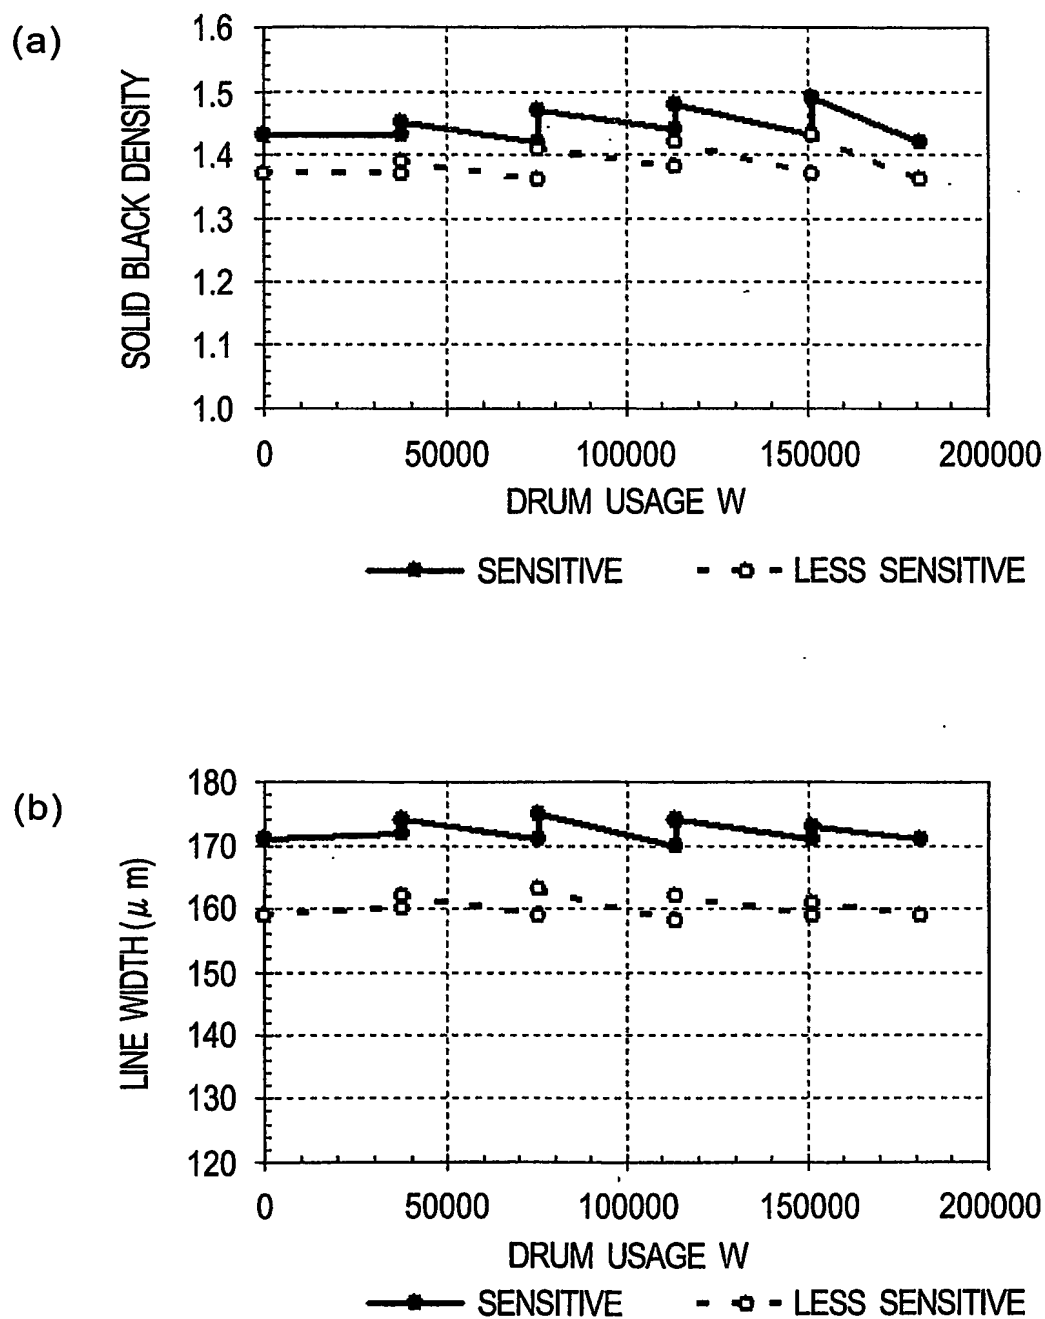 (a)
SOLID BLACK DENSITY
1.6
1.5
1.4
1.3
1.2
1.1
1.0
0 50000 100000 150000 200000
DRUM USAGE W
SENSITIVE LESS SENSITIVE
(b)
LINE WIDTH (μ m)
180
170
160
150
140
130
120
0 50000 100000 150000 200000
DRUM USAGE W
SENSITIVE LESS SENSITIVE